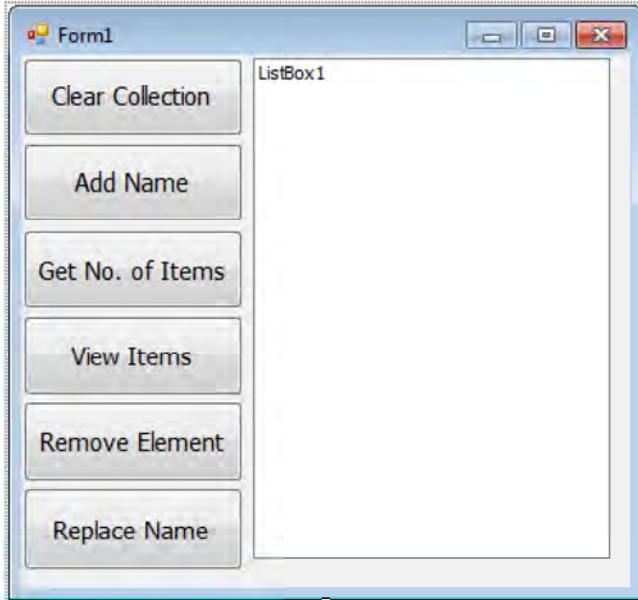 Form1
Clear Collection
ListBox1
Add Name
Get No. of Items
View Items
Remove Element
Replace Name